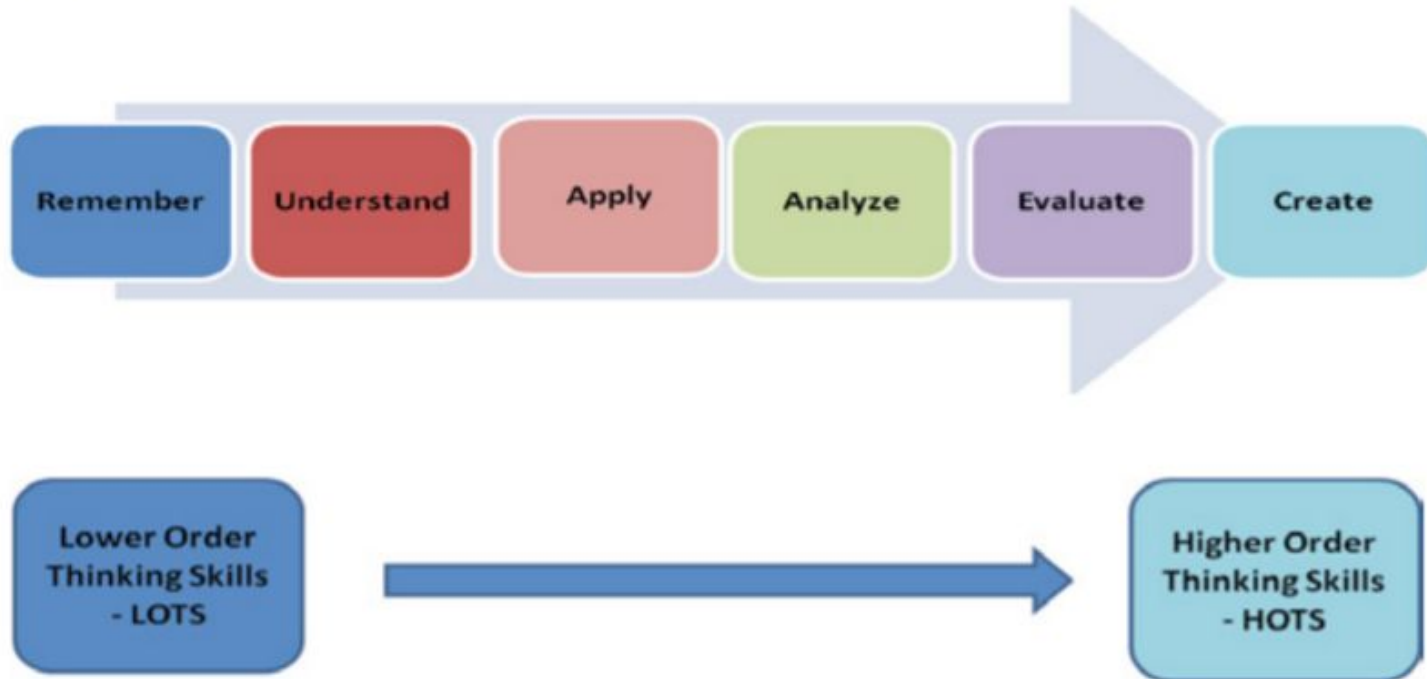 Remember
Understand
Apply
Analyze
Evaluate
Create
Lower Order
Thinking Skills
- LOTS
Higher Order
Thinking Skills
- HOTS